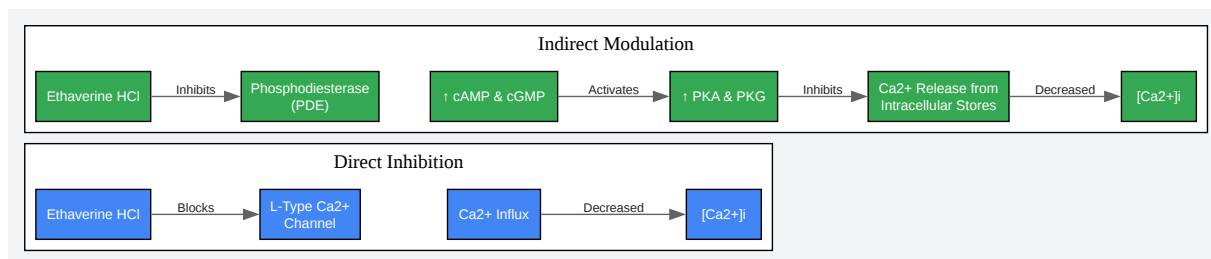 Indirect Modulation
Ethaverine HCl
Inhibits
Phosphodiesterase
(PDE)
↑ cAMP & cGMP
Activates
↑ PKA & PKG
Inhibits
Ca2+ Release from
Intracellular Stores
Decreased
[Ca2+]i
Direct Inhibition
Ethaverine HCl
Blocks
L-Type Ca2+
Channel
Ca2+ Influx
Decreased
[Ca2+]i